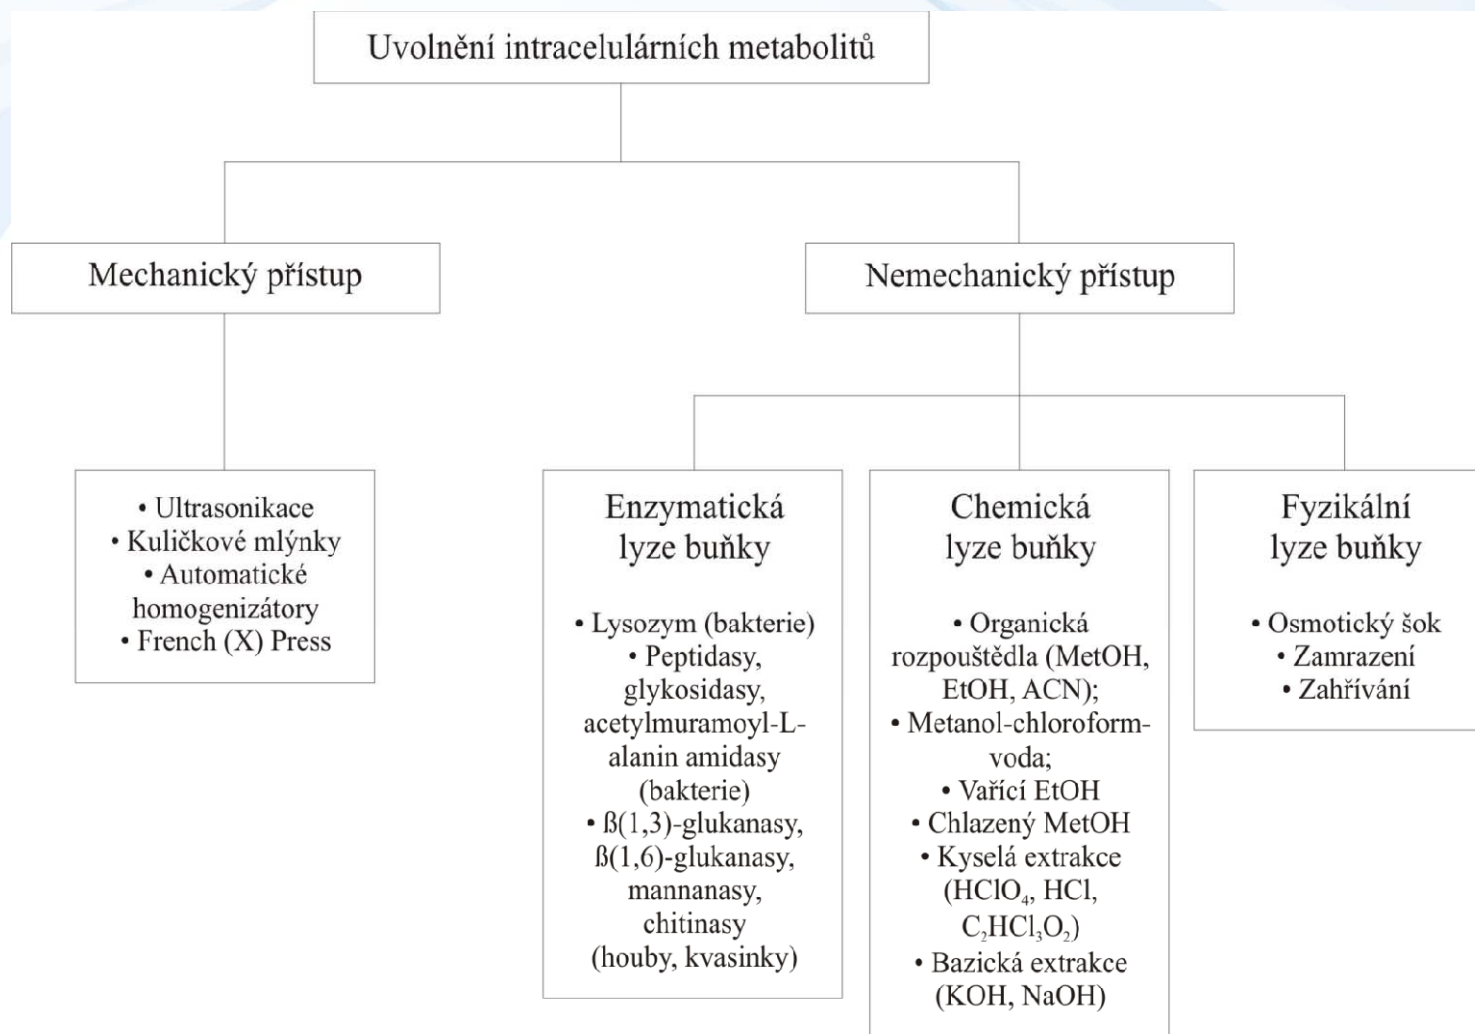 Uvolnění intracelulárních metabolitů
Mechanický přístup
Nemechanický přístup
• Ultrasonikace
• Kuličkové mlýnky
• Automatické
homogenizátory
• French (X) Press
Enzymatická
lyze buňky
• Lysozym (bakterie)
• Peptidasy,
glykosidasy,
acetylmuramoyl-L-
alanin amidasy
(bakterie)
• ß(1,3)-glukanasy,
ß(1,6)-glukanasy,
mannanasy,
chitinasy
(houby, kvasinky)
Chemická
lyze buňky
• Organická
rozpouštědla (MetOH,
EtOH, ACN);
• Metanol-chloroform-
voda;
• Vařící EtOH
• Chlazený MetOH
• Kyselá extrakce
(HClO₄, HCl,
C₂HCl₃O₂)
• Bazická extrakce
(KOH, NaOH)
Fyzikální
lyze buňky
• Osmotický šok
• Zamrazení
• Zahřívání